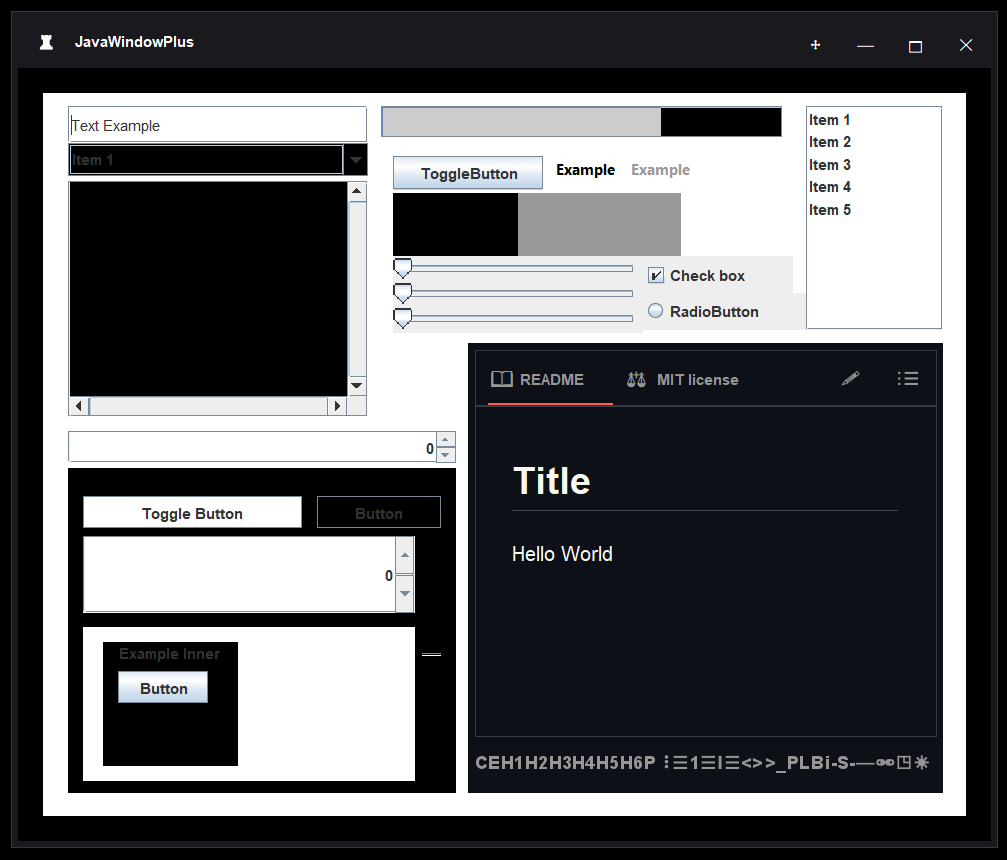 JavaWindowPlus
Text Example
Item 1
ToggleButton
Example
Example
Check box
RadioButton
Item 1
Item 2
Item 3
Item 4
Item 5
0
Toggle Button
Button
0
Example Inner
Button
README
MIT license
Title
Hello World
CEH1H2H3H4H5H6P ⁝☰1☰I☰<>>_PLBi-S-—